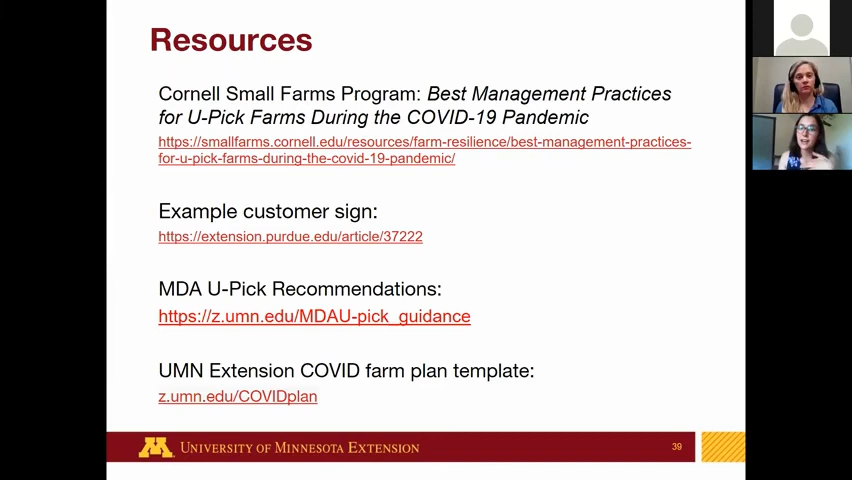 Resources
Cornell Small Farms Program: Best Management Practices
for U-Pick Farms During the COVID-19 Pandemic
https://smallfarms.cornell.edu/resources/farm-resilience/best-management-practices-
for-u-pick-farms-during-the-covid-19-pandemic/
Example customer sign:
https://extension.purdue.edu/article/37222
MDA U-Pick Recommendations:
https://z.umn.edu/MDAU-pick_guidance
UMN Extension COVID farm plan template:
z.umn.edu/COVIDplan
M UNIVERSITY OF MINNESOTA EXTENSION
39